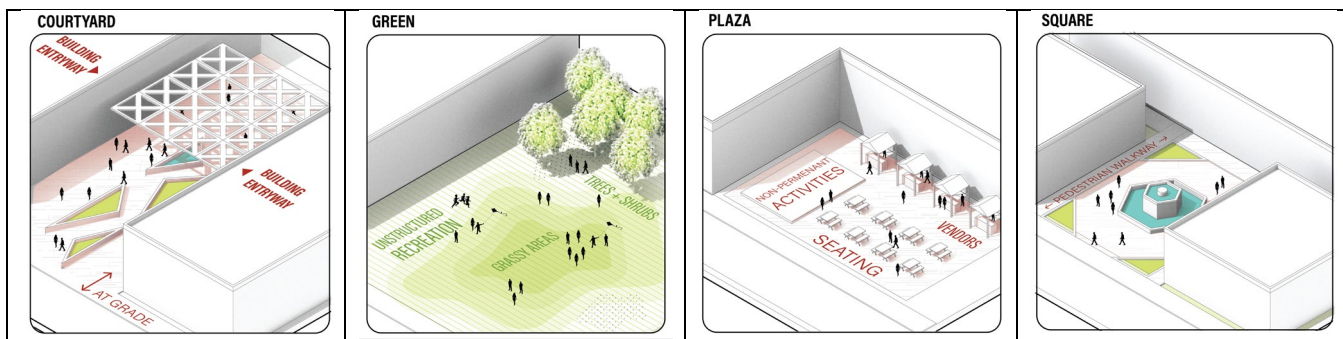 COURTYARD
BUILDING
ENTRYWAY
BUILDING
ENTRYWAY
AT GRADE
GREEN
UNSTRUCTURED
RECREATION
GRASSY AREAS
TREES + SHRUBS
PLAZA
NON-PERMENANT
ACTIVITIES
SEATING
VENDORS
SQUARE
← PEDESTRIAN WALKWAY →